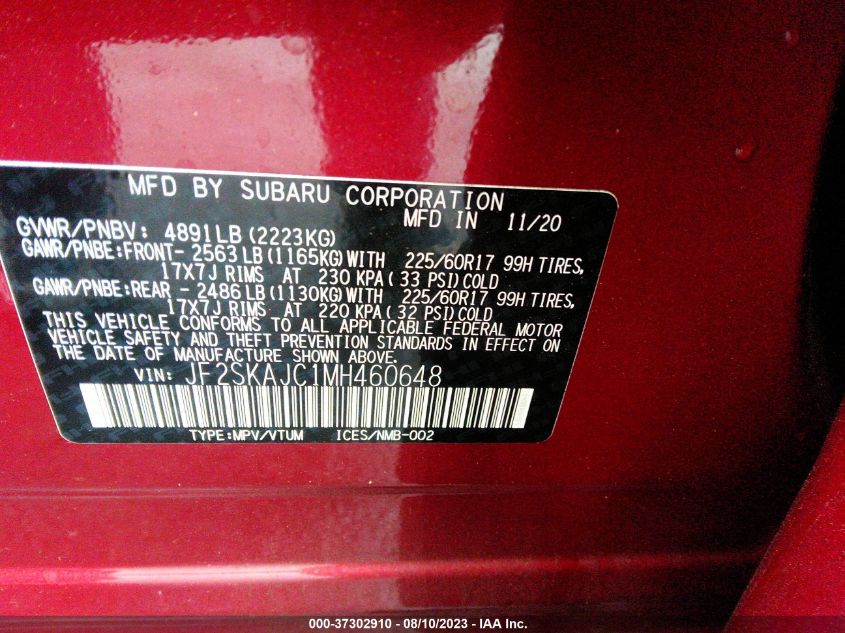 MFD BY SUBARU CORPORATION
MFD IN 11/20
GVWR/PNBV: 4891LB (2223KG)
GAWR/PNBE:FRONT- 2563LB (1165KG)WITH 225/60R17 99H TIRES,
17X7J RIMS AT 230 KPA (33 PSI)COLD
GAWR/PNBE:REAR - 2486LB (1130KG)WITH 225/60R17 99H TIRES,
17X7J RIMS AT 220 KPA (32 PSI)COLD
THIS VEHICLE CONFORMS TO ALL APPLICABLE FEDERAL MOTOR
VEHICLE SAFETY AND THEFT PREVENTION STANDARDS IN EFFECT ON
THE DATE OF MANUFACTURE SHOWN ABOVE.
VIN: JF2SKAJC1MH460648
TYPE:MPV/VTUM ICES/NMB-002
000-37302910 - 08/10/2023 - IAA Inc.